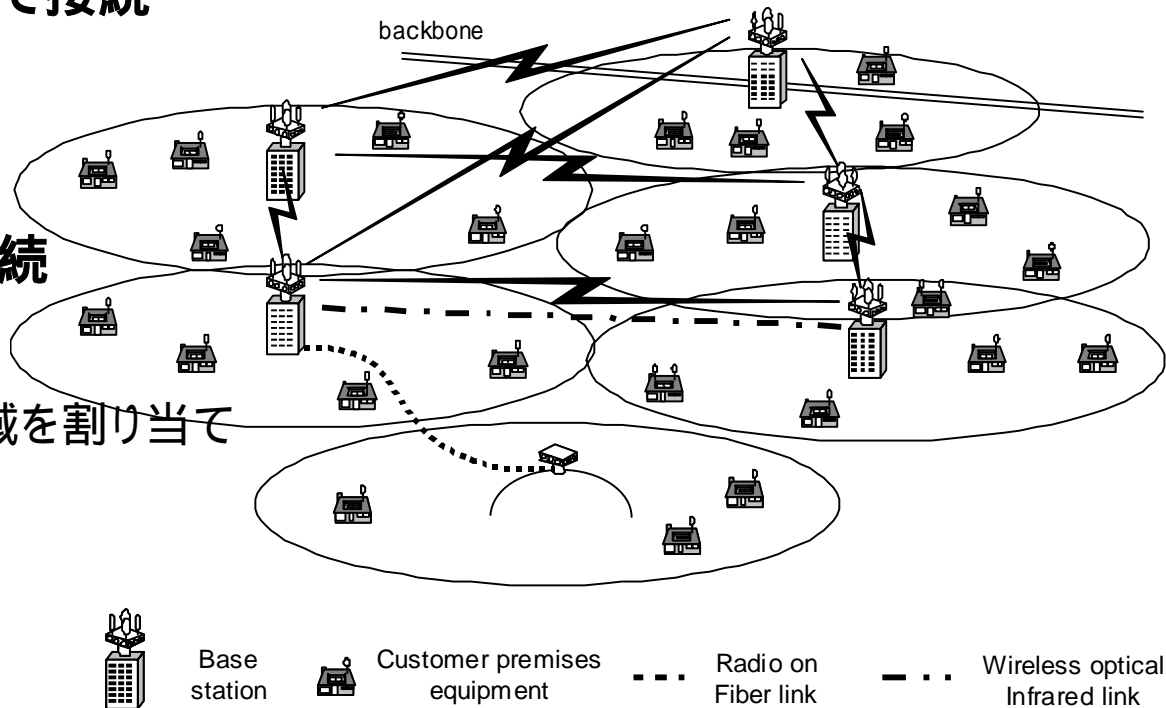 て接続
backbone
続
域を割り当て
Base
station
Customer premises
equipment
Radio on
Fiber link
Wireless optical
Infrared link